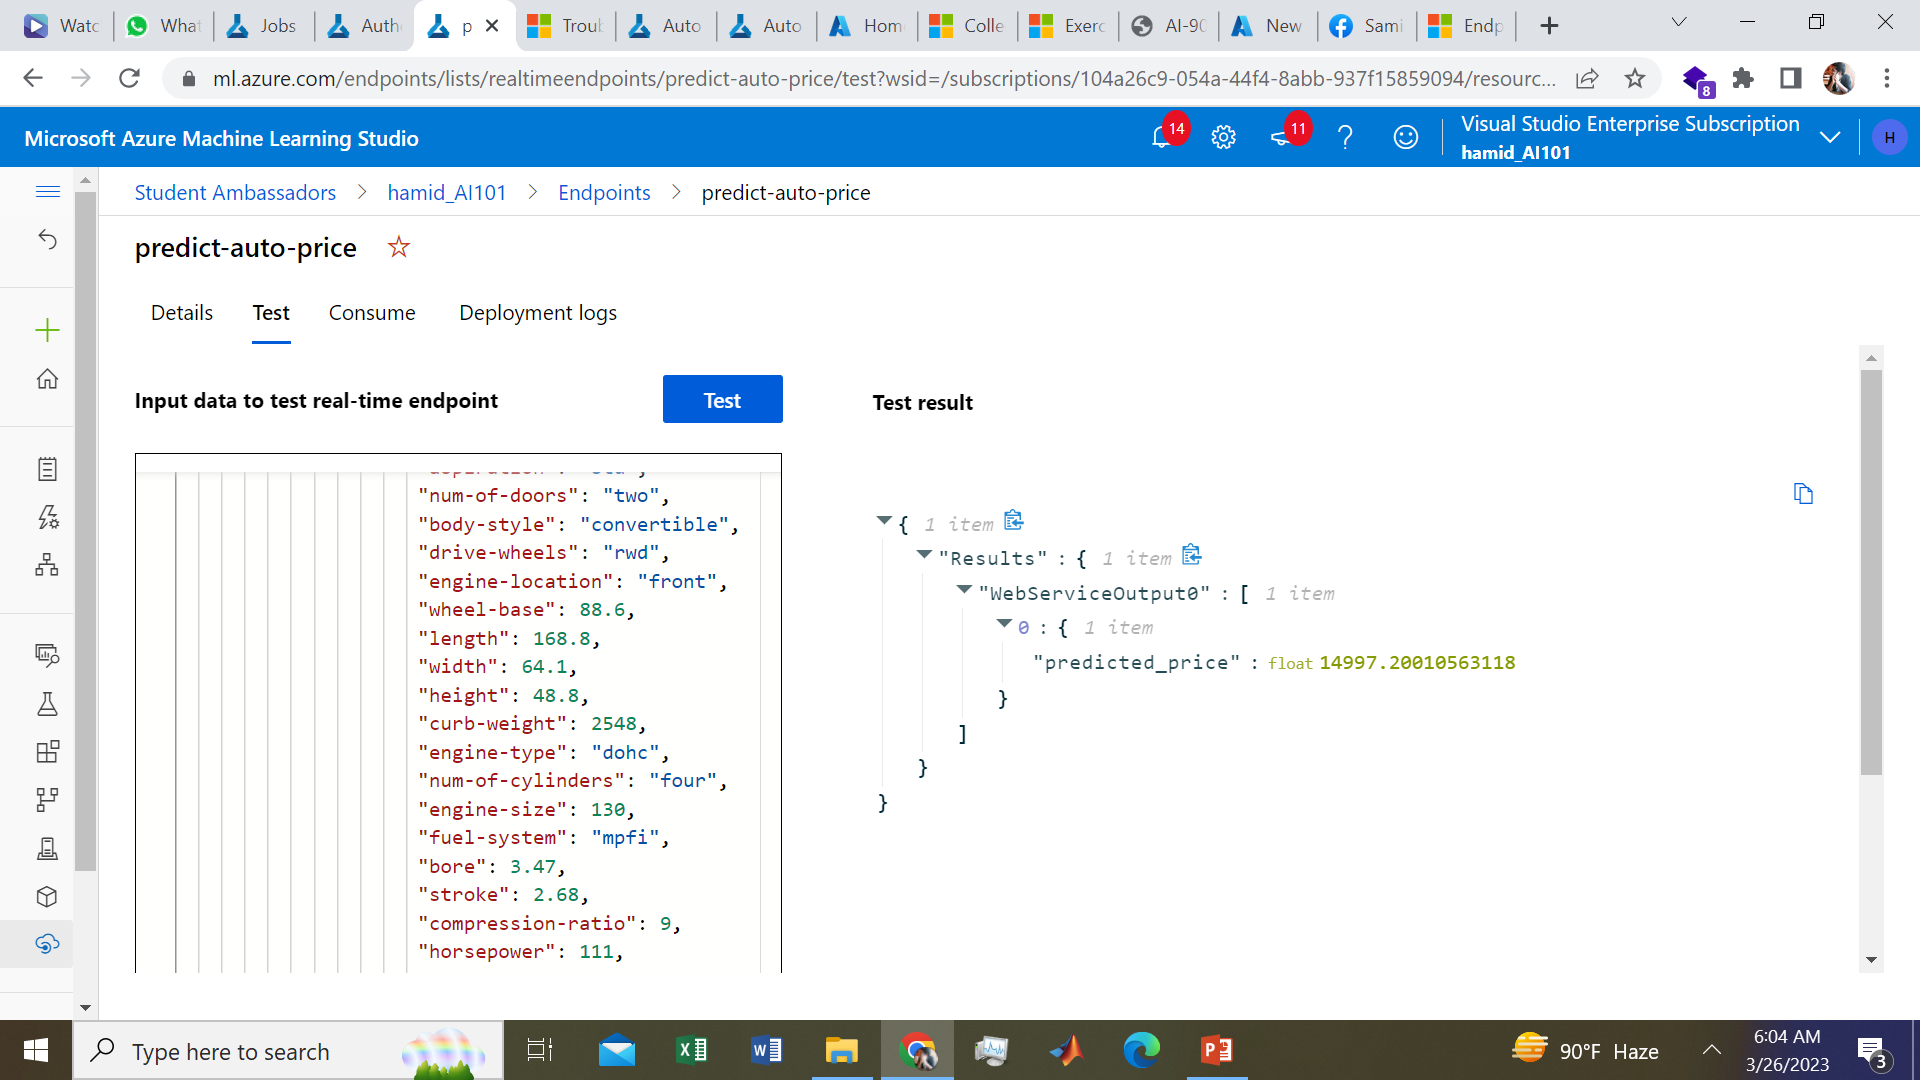 Watc
What
Jobs
Auth
p
Trou
Auto
Auto
Hom
Colle
Exerc
AI-90
New
Sami
Endp
ml.azure.com/endpoints/lists/realtimeendpoints/predict-auto-price/test?wsid=/subscriptions/104a26c9-054a-44f4-8abb-937f15859094/resourc...
8
Microsoft Azure Machine Learning Studio
14
11
Visual Studio Enterprise Subscription
hamid_AI101
H
Student Ambassadors > hamid_AI101 > Endpoints > predict-auto-price
predict-auto-price
Details Test Consume Deployment logs
Input data to test real-time endpoint
Test
"num-of-doors": "two",
"body-style": "convertible",
"drive-wheels": "rwd",
"engine-location": "front",
"wheel-base": 88.6,
"length": 168.8,
"width": 64.1,
"height": 48.8,
"curb-weight": 2548,
"engine-type": "dohc",
"num-of-cylinders": "four",
"engine-size": 130,
"fuel-system": "mpfi",
"bore": 3.47,
"stroke": 2.68,
"compression-ratio": 9,
"horsepower": 111,
Test result
{ 1 item
"Results" : { 1 item
"WebServiceOutput0" : [ 1 item
0 : { 1 item
"predicted_price" : float 14997.20010563118
}
]
}
}
Type here to search
90°F Haze
6:04 AM
3/26/2023
3